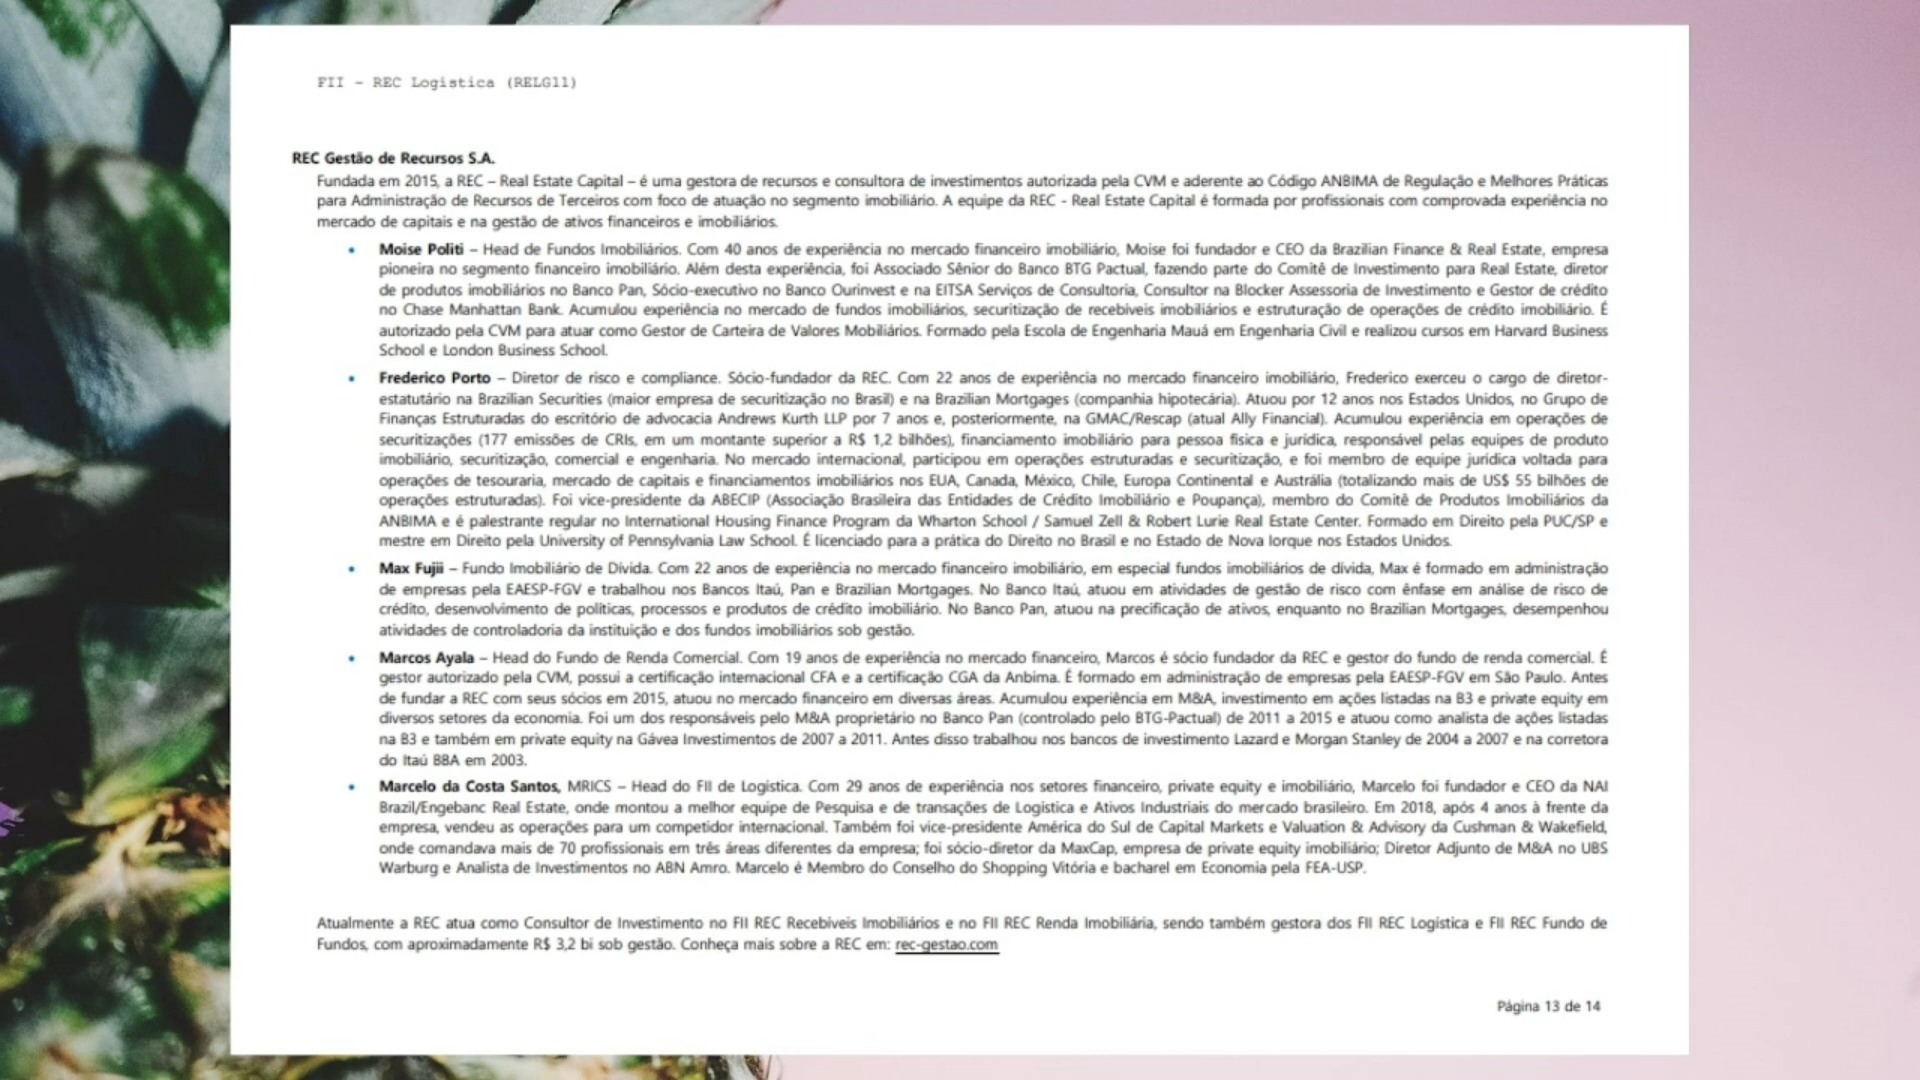 FII - REC Logística (RELG11)
REC Gestão de Recursos S.A.
Fundada em 2015, a REC – Real Estate Capital – é uma gestora de recursos e consultora de investimentos autorizada pela CVM e aderente ao Código ANBIMA de Regulação e Melhores Práticas
para Administração de Recursos de Terceiros com foco de atuação no segmento imobiliário. A equipe da REC - Real Estate Capital é formada por profissionais com comprovada experiência no
mercado de capitais e na gestão de ativos financeiros e imobiliários.
• Moise Politi – Head de Fundos Imobiliários. Com 40 anos de experiência no mercado financeiro imobiliário, Moise foi fundador e CEO da Brazilian Finance & Real Estate, empresa
pioneira no segmento financeiro imobiliário. Além desta experiência, foi Associado Sênior do Banco BTG Pactual, fazendo parte do Comitê de Investimento para Real Estate, diretor
de produtos imobiliários no Banco Pan, Sócio-executivo no Banco Ourinvest e na EITSA Serviços de Consultoria, Consultor na Blocker Assessoria de Investimento e Gestor de crédito
no Chase Manhattan Bank. Acumulou experiência no mercado de fundos imobiliários, securitização de recebíveis imobiliários e estruturação de operações de crédito imobiliário. É
autorizado pela CVM para atuar como Gestor de Carteira de Valores Mobiliários. Formado pela Escola de Engenharia Mauá em Engenharia Civil e realizou cursos em Harvard Business
School e London Business School.
• Frederico Porto – Diretor de risco e compliance. Sócio-fundador da REC. Com 22 anos de experiência no mercado financeiro imobiliário, Frederico exerceu o cargo de diretor-
estatutário na Brazilian Securities (maior empresa de securitização no Brasil) e na Brazilian Mortgages (companhia hipotecária). Atuou por 12 anos nos Estados Unidos, no Grupo de
Finanças Estruturadas do escritório de advocacia Andrews Kurth LLP por 7 anos e, posteriormente, na GMAC/Rescap (atual Ally Financial). Acumulou experiência em operações de
securitizações (177 emissões de CRIs, em um montante superior a R$ 1,2 bilhões), financiamento imobiliário para pessoa física e jurídica, responsável pelas equipes de produto
imobiliário, securitização, comercial e engenharia. No mercado internacional, participou em operações estruturadas e securitização, e foi membro de equipe jurídica voltada para
operações de tesouraria, mercado de capitais e financiamentos imobiliários nos EUA, Canada, México, Chile, Europa Continental e Austrália (totalizando mais de US$ 55 bilhões de
operações estruturadas). Foi vice-presidente da ABECIP (Associação Brasileira das Entidades de Crédito Imobiliário e Poupança), membro do Comitê de Produtos Imobiliários da
ANBIMA e é palestrante regular no International Housing Finance Program da Wharton School / Samuel Zell & Robert Lurie Real Estate Center. Formado em Direito pela PUC/SP e
mestre em Direito pela University of Pennsylvania Law School. É licenciado para a prática do Direito no Brasil e no Estado de Nova Iorque nos Estados Unidos.
• Max Fujii – Fundo Imobiliário de Dívida. Com 22 anos de experiência no mercado financeiro imobiliário, em especial fundos imobiliários de dívida, Max é formado em administração
de empresas pela EAESP-FGV e trabalhou nos Bancos Itaú, Pan e Brazilian Mortgages. No Banco Itaú, atuou em atividades de gestão de risco com ênfase em análise de risco de
crédito, desenvolvimento de políticas, processos e produtos de crédito imobiliário. No Banco Pan, atuou na precificação de ativos, enquanto no Brazilian Mortgages, desempenhou
atividades de controladoria da instituição e dos fundos imobiliários sob gestão.
• Marcos Ayala – Head do Fundo de Renda Comercial. Com 19 anos de experiência no mercado financeiro, Marcos é sócio fundador da REC e gestor do fundo de renda comercial. É
gestor autorizado pela CVM, possui a certificação internacional CFA e a certificação CGA da Anbima. É formado em administração de empresas pela EAESP-FGV em São Paulo. Antes
de fundar a REC com seus sócios em 2015, atuou no mercado financeiro em diversas áreas. Acumulou experiência em M&A, investimento em ações listadas na B3 e private equity em
diversos setores da economia. Foi um dos responsáveis pelo M&A proprietário no Banco Pan (controlado pelo BTG-Pactual) de 2011 a 2015 e atuou como analista de ações listadas
na B3 e também em private equity na Gávea Investimentos de 2007 a 2011. Antes disso trabalhou nos bancos de investimento Lazard e Morgan Stanley de 2004 a 2007 e na corretora
do Itaú BBA em 2003.
• Marcelo da Costa Santos, MRICS – Head do FII de Logística. Com 29 anos de experiência nos setores financeiro, private equity e imobiliário, Marcelo foi fundador e CEO da NAI
Brazil/Engebanc Real Estate, onde montou a melhor equipe de Pesquisa e de transações de Logística e Ativos Industriais do mercado brasileiro. Em 2018, após 4 anos à frente da
empresa, vendeu as operações para um competidor internacional. Também foi vice-presidente América do Sul de Capital Markets e Valuation & Advisory da Cushman & Wakefield,
onde comandava mais de 70 profissionais em três áreas diferentes da empresa; foi sócio-diretor da MaxCap, empresa de private equity imobiliário; Diretor Adjunto de M&A no UBS
Warburg e Analista de Investimentos no ABN Amro. Marcelo é Membro do Conselho do Shopping Vitória e bacharel em Economia pela FEA-USP.
Atualmente a REC atua como Consultor de Investimento no FII REC Recebíveis Imobiliários e no FII REC Renda Imobiliária, sendo também gestora dos FII REC Logística e FII REC Fundo de
Fundos, com aproximadamente R$ 3,2 bi sob gestão. Conheça mais sobre a REC em: rec-gestao.com
Página 13 de 14